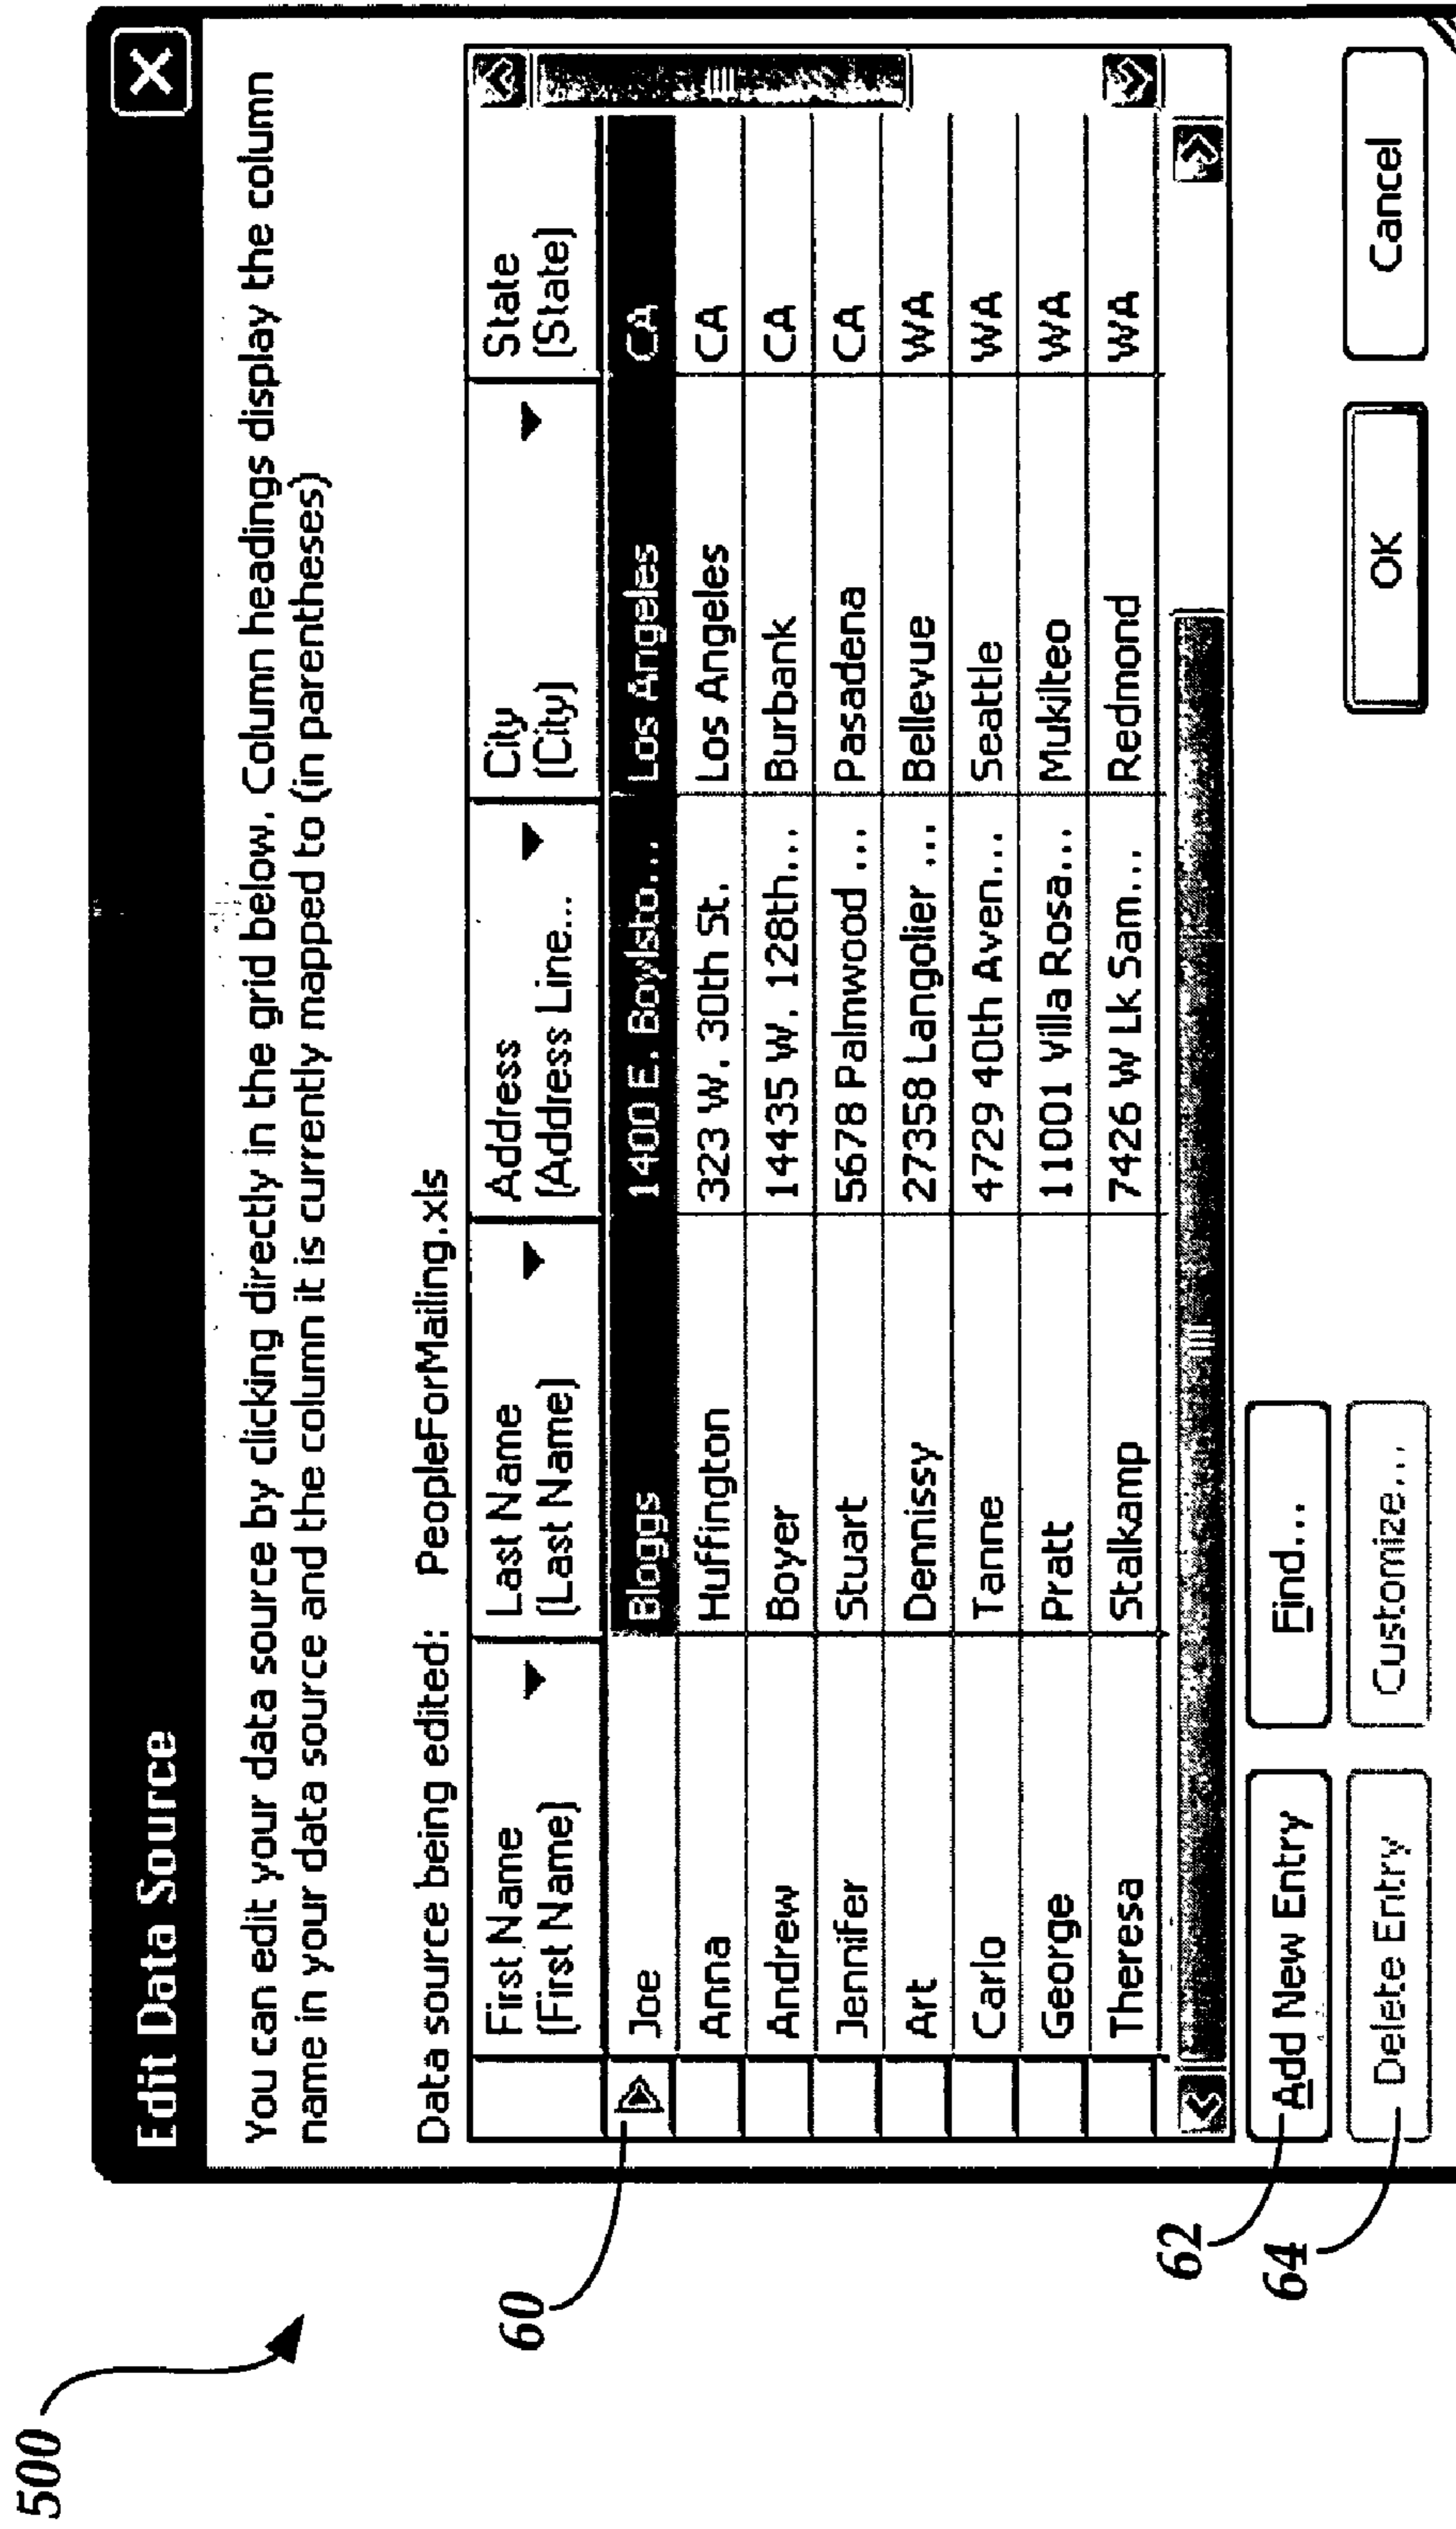 500
Edit Data Source
You can edit your data source by clicking directly in the grid below. Column headings display the column
name in your data source and the column it is currently mapped to (in parentheses)
Data source being edited: PeopleForMailing.xls
First Name Last Name Address City State
(First Name) (Last Name) (Address Line... (City) (State)
60
Joe Bloggs 1400 E. Boylsto... Los Angeles CA
Anna Huffington 323 W. 30th St. Los Angeles CA
Andrew Boyer 14435 W. 128th... Burbank CA
Jennifer Stuart 5678 Palmwood ... Pasadena CA
Art Dennissy 27358 Langolier ... Bellevue WA
Carlo Tanne 4729 40th Aven... Seattle WA
George Pratt 11001 Villa Rosa... Mukilteo WA
Theresa Stalkamp 7426 W Lk Sam... Redmond WA
62
Add New Entry Find...
64
Delete Entry Customize... OK Cancel